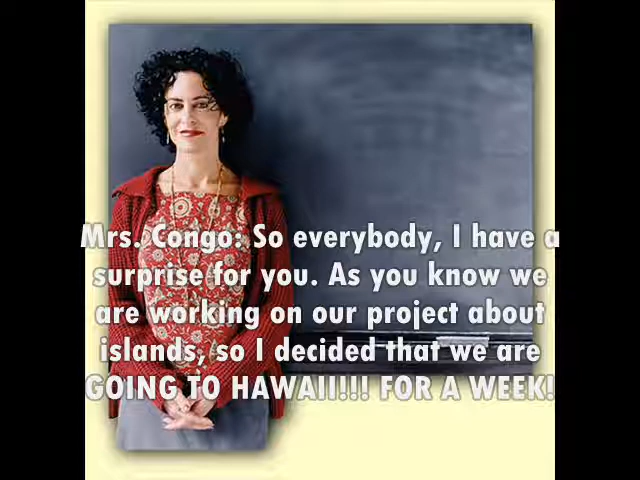 Mrs. Congo: So everybody, I have a
surprise for you. As you know we
are working on our project about
islands, so I decided that we are
GOING TO HAWAII!!! FOR A WEEK!